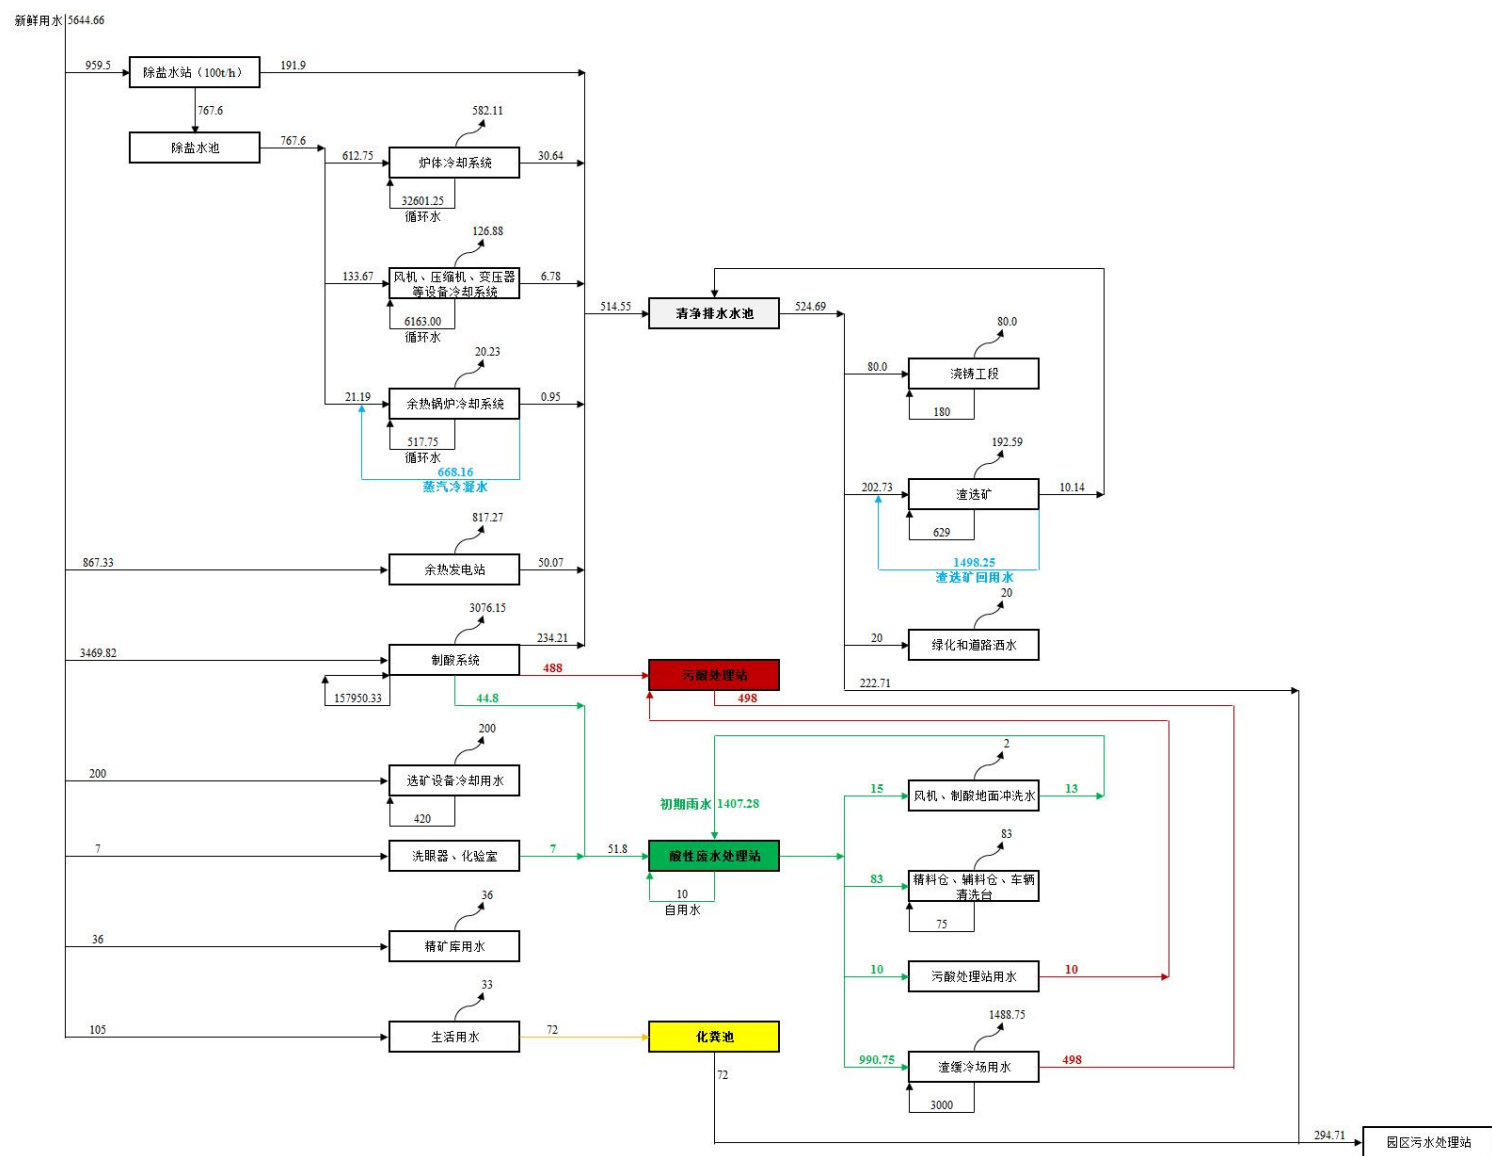 新鲜用水 5644.66
959.5
除盐水站（100t/h）
191.9
767.6
除盐水池
767.6
582.11
612.75
炉体冷却系统
30.64
32601.25
循环水
126.88
133.67
风机、压缩机、变压器
等设备冷却系统
6.78
6163.00
循环水
514.55
清净排水水池
524.69
20.23
21.19
余热锅炉冷却系统
0.95
517.75
循环水
668.16
蒸汽冷凝水
80.0
80.0
浇铸工段
180
192.59
202.73
渣选矿
10.14
629
1498.25
渣选矿回用水
817.27
867.33
余热发电站
50.07
20
20
绿化和道路洒水
222.71
3076.15
3469.82
制酸系统
234.21
488
污酸处理站
498
157950.33
44.8
200
200
选矿设备冷却用水
420
初期雨水 1407.28
2
15
风机、制酸地面冲洗水
13
7
洗眼器、化验室
7
51.8
酸性废水处理站
10
自用水
83
83
精料仓、辅料仓、车辆
清洗台
75
36
36
精矿库用水
10
污酸处理站用水
10
33
105
生活用水
72
化粪池
72
1488.75
990.75
渣缓冷场用水
498
3000
294.71
园区污水处理站